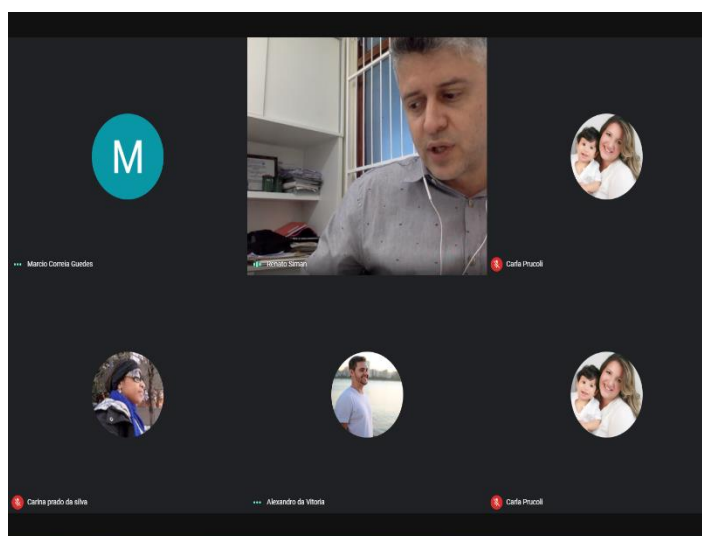 M
Marcio Correia Guedes
Renato Siman
Carla Prucoli
Carina prado da silva
Alexandro da Vitoria
Carla Prucoli